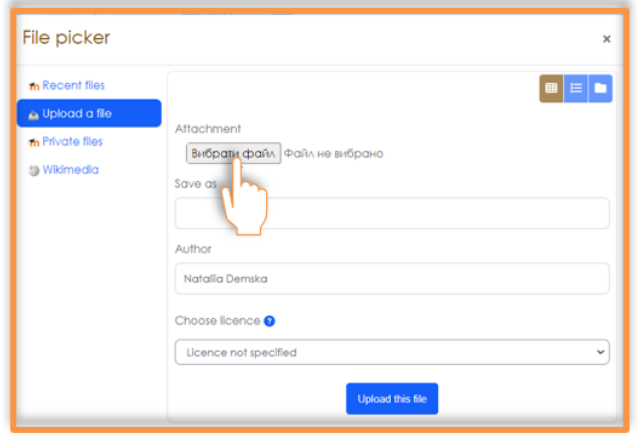 File picker
×
Recent files
Upload a file
Private files
Wikimedia
Attachment
Вибрати файл Файл не вибрано
Save as
Author
Nataliia Demska
Choose licence ?
Licence not specified
Upload this file